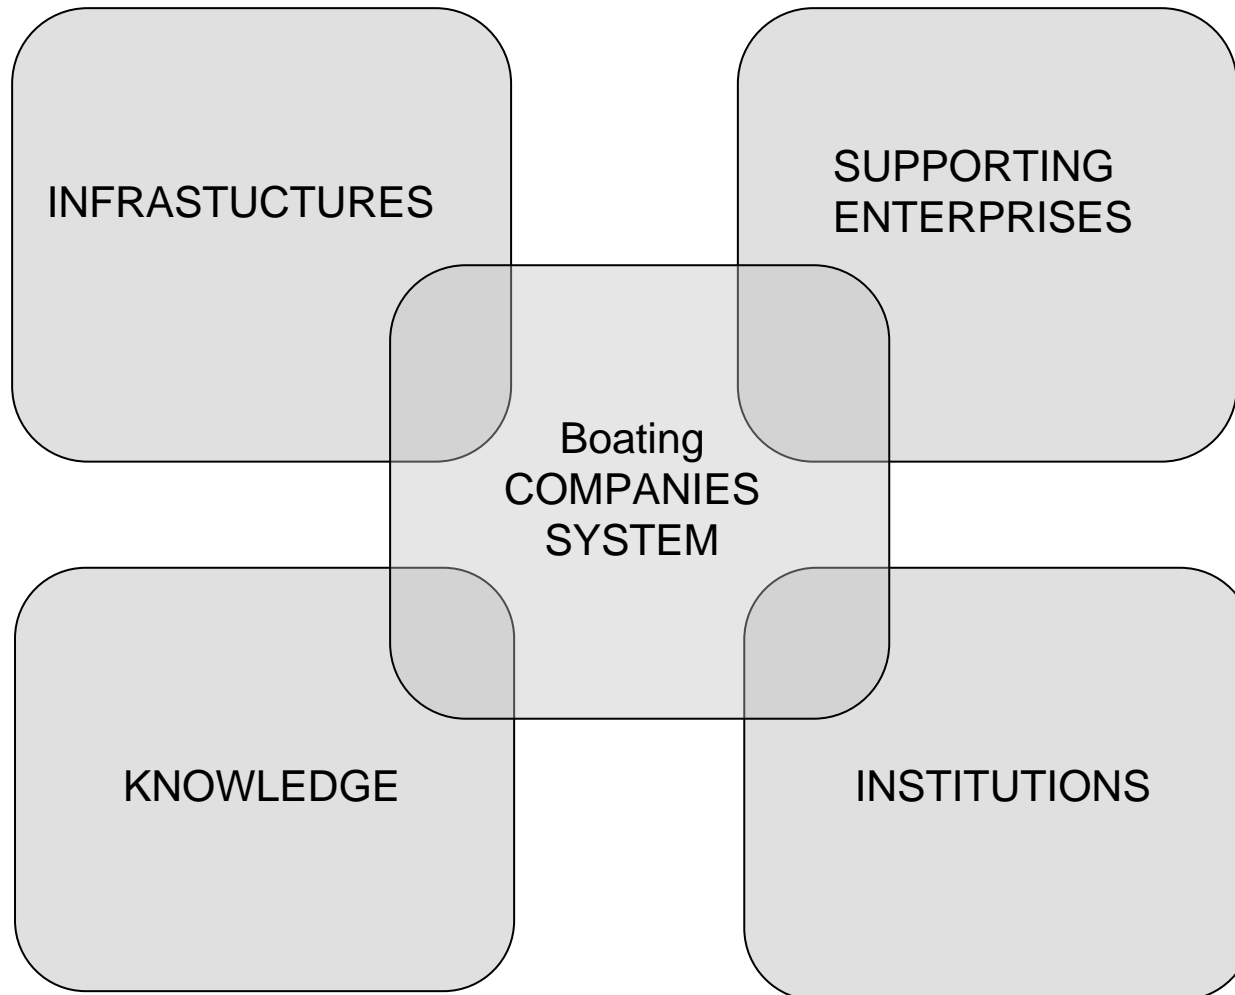 INFRASTUCTURES
SUPPORTING
ENTERPRISES
Boating
COMPANIES
SYSTEM
KNOWLEDGE
INSTITUTIONS